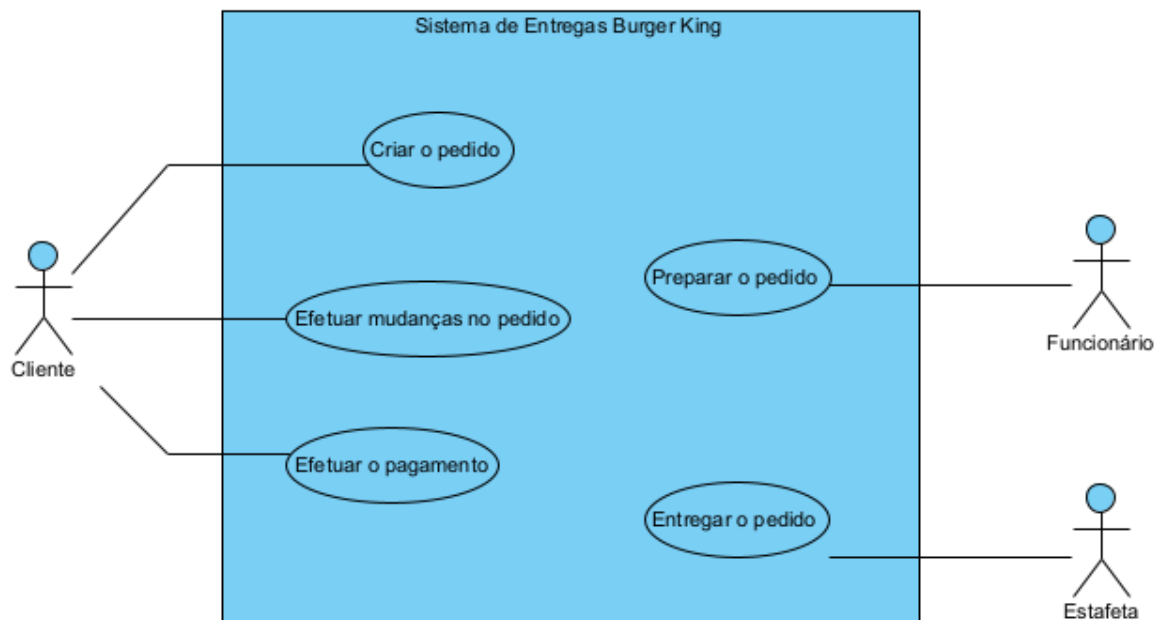 Sistema de Entregas Burger King
Criar o pedido
Preparar o pedido
Efetuar mudanças no pedido
Funcionário
Cliente
Efetuar o pagamento
Entregar o pedido
Estafeta